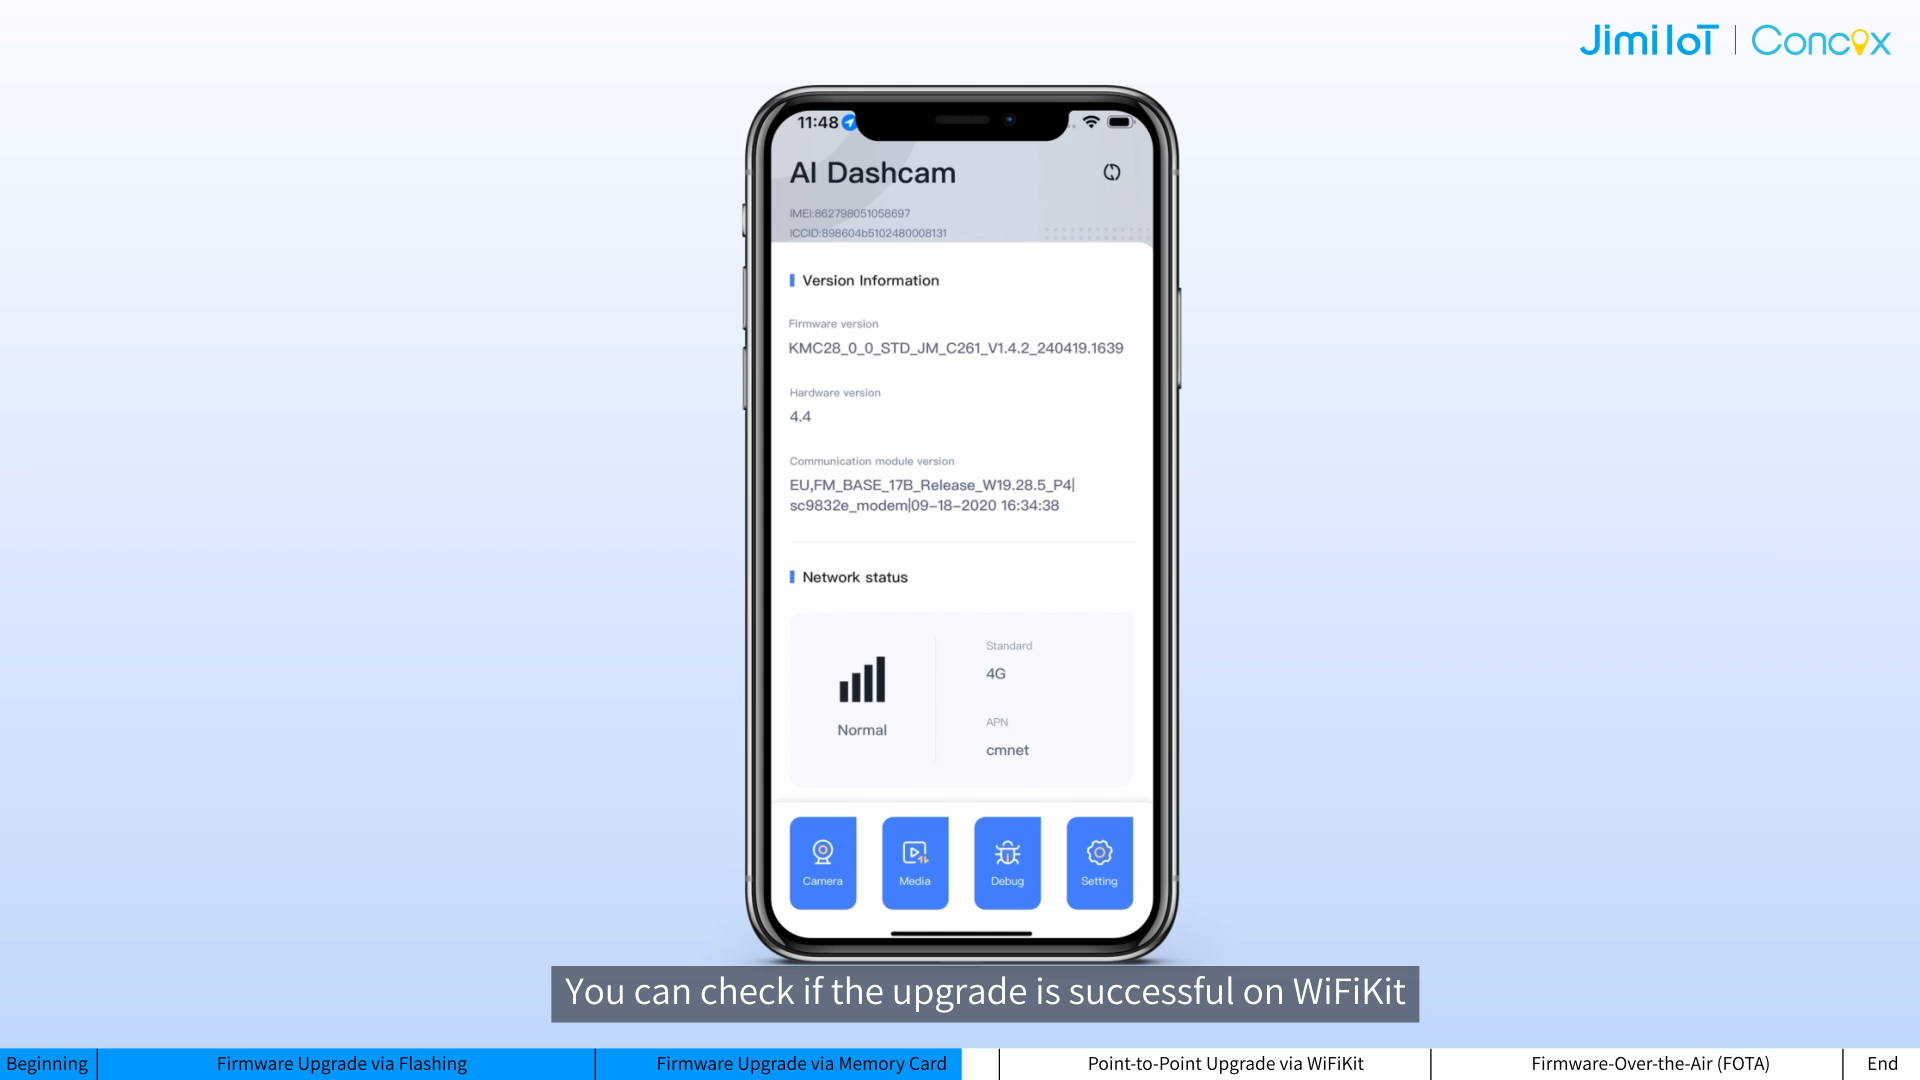 JimiIoT | Concox
11:48
AI Dashcam
IMEI:862798051058697
ICCID:898604b5102480008131
Version Information
Firmware version
KMC28_0_0_STD_JM_C261_V1.4.2_240419.1639
Hardware version
4.4
Communication module version
EU,FM_BASE_17B_Release_W19.28.5_P4|
sc9832e_modem|09-18-2020 16:34:38
Network status
Standard
4G
Normal
APN
cmnet
Camera Media Debug Setting
You can check if the upgrade is successful on WiFiKit
Beginning Firmware Upgrade via Flashing Firmware Upgrade via Memory Card Point-to-Point Upgrade via WiFiKit Firmware-Over-the-Air (FOTA) End